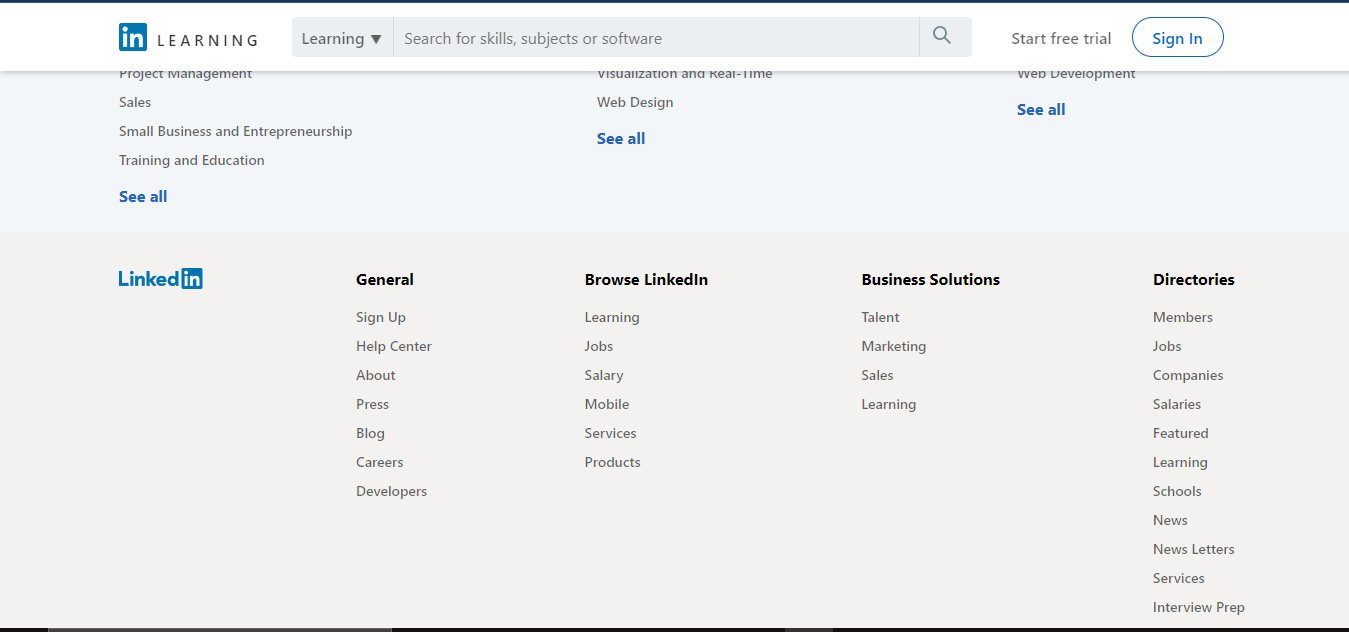 in LEARNING
Learning ▼
Search for skills, subjects or software
Start free trial
Sign In
Project Management
Sales
Small Business and Entrepreneurship
Training and Education
See all
Visualization and Real-Time
Web Design
See all
Web Development
See all
LinkedIn
General
Sign Up
Help Center
About
Press
Blog
Careers
Developers
Browse LinkedIn
Learning
Jobs
Salary
Mobile
Services
Products
Business Solutions
Talent
Marketing
Sales
Learning
Directories
Members
Jobs
Companies
Salaries
Featured
Learning
Schools
News
News Letters
Services
Interview Prep